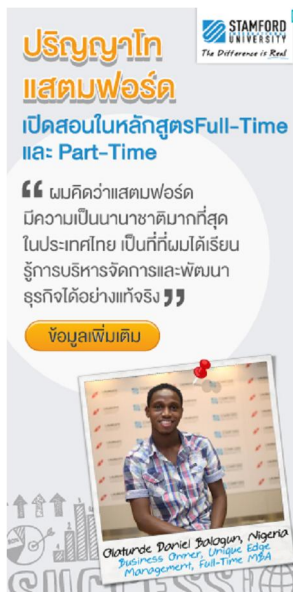 STAMFORD
INTERNATIONAL
UNIVERSITY
The Difference is Real
ปริญญาโท
แสตมฟอร์ด
เปิดสอนในหลักสูตรFull-Time
และ Part-Time
“ ผมคิดว่าแสตมฟอร์ด
มีความเป็นนานาชาติมากที่สุด
ในประเทศไทย เป็นที่ที่ผมได้เรียน
รู้การบริหารจัดการและพัฒนา
ธุรกิจได้อย่างแท้จริง ”
ข้อมูลเพิ่มเติม
Olatunde Daniel Balogun, Nigeria
Business Owner, Unique Edge
Management, Full-Time MBA
SUCCESS